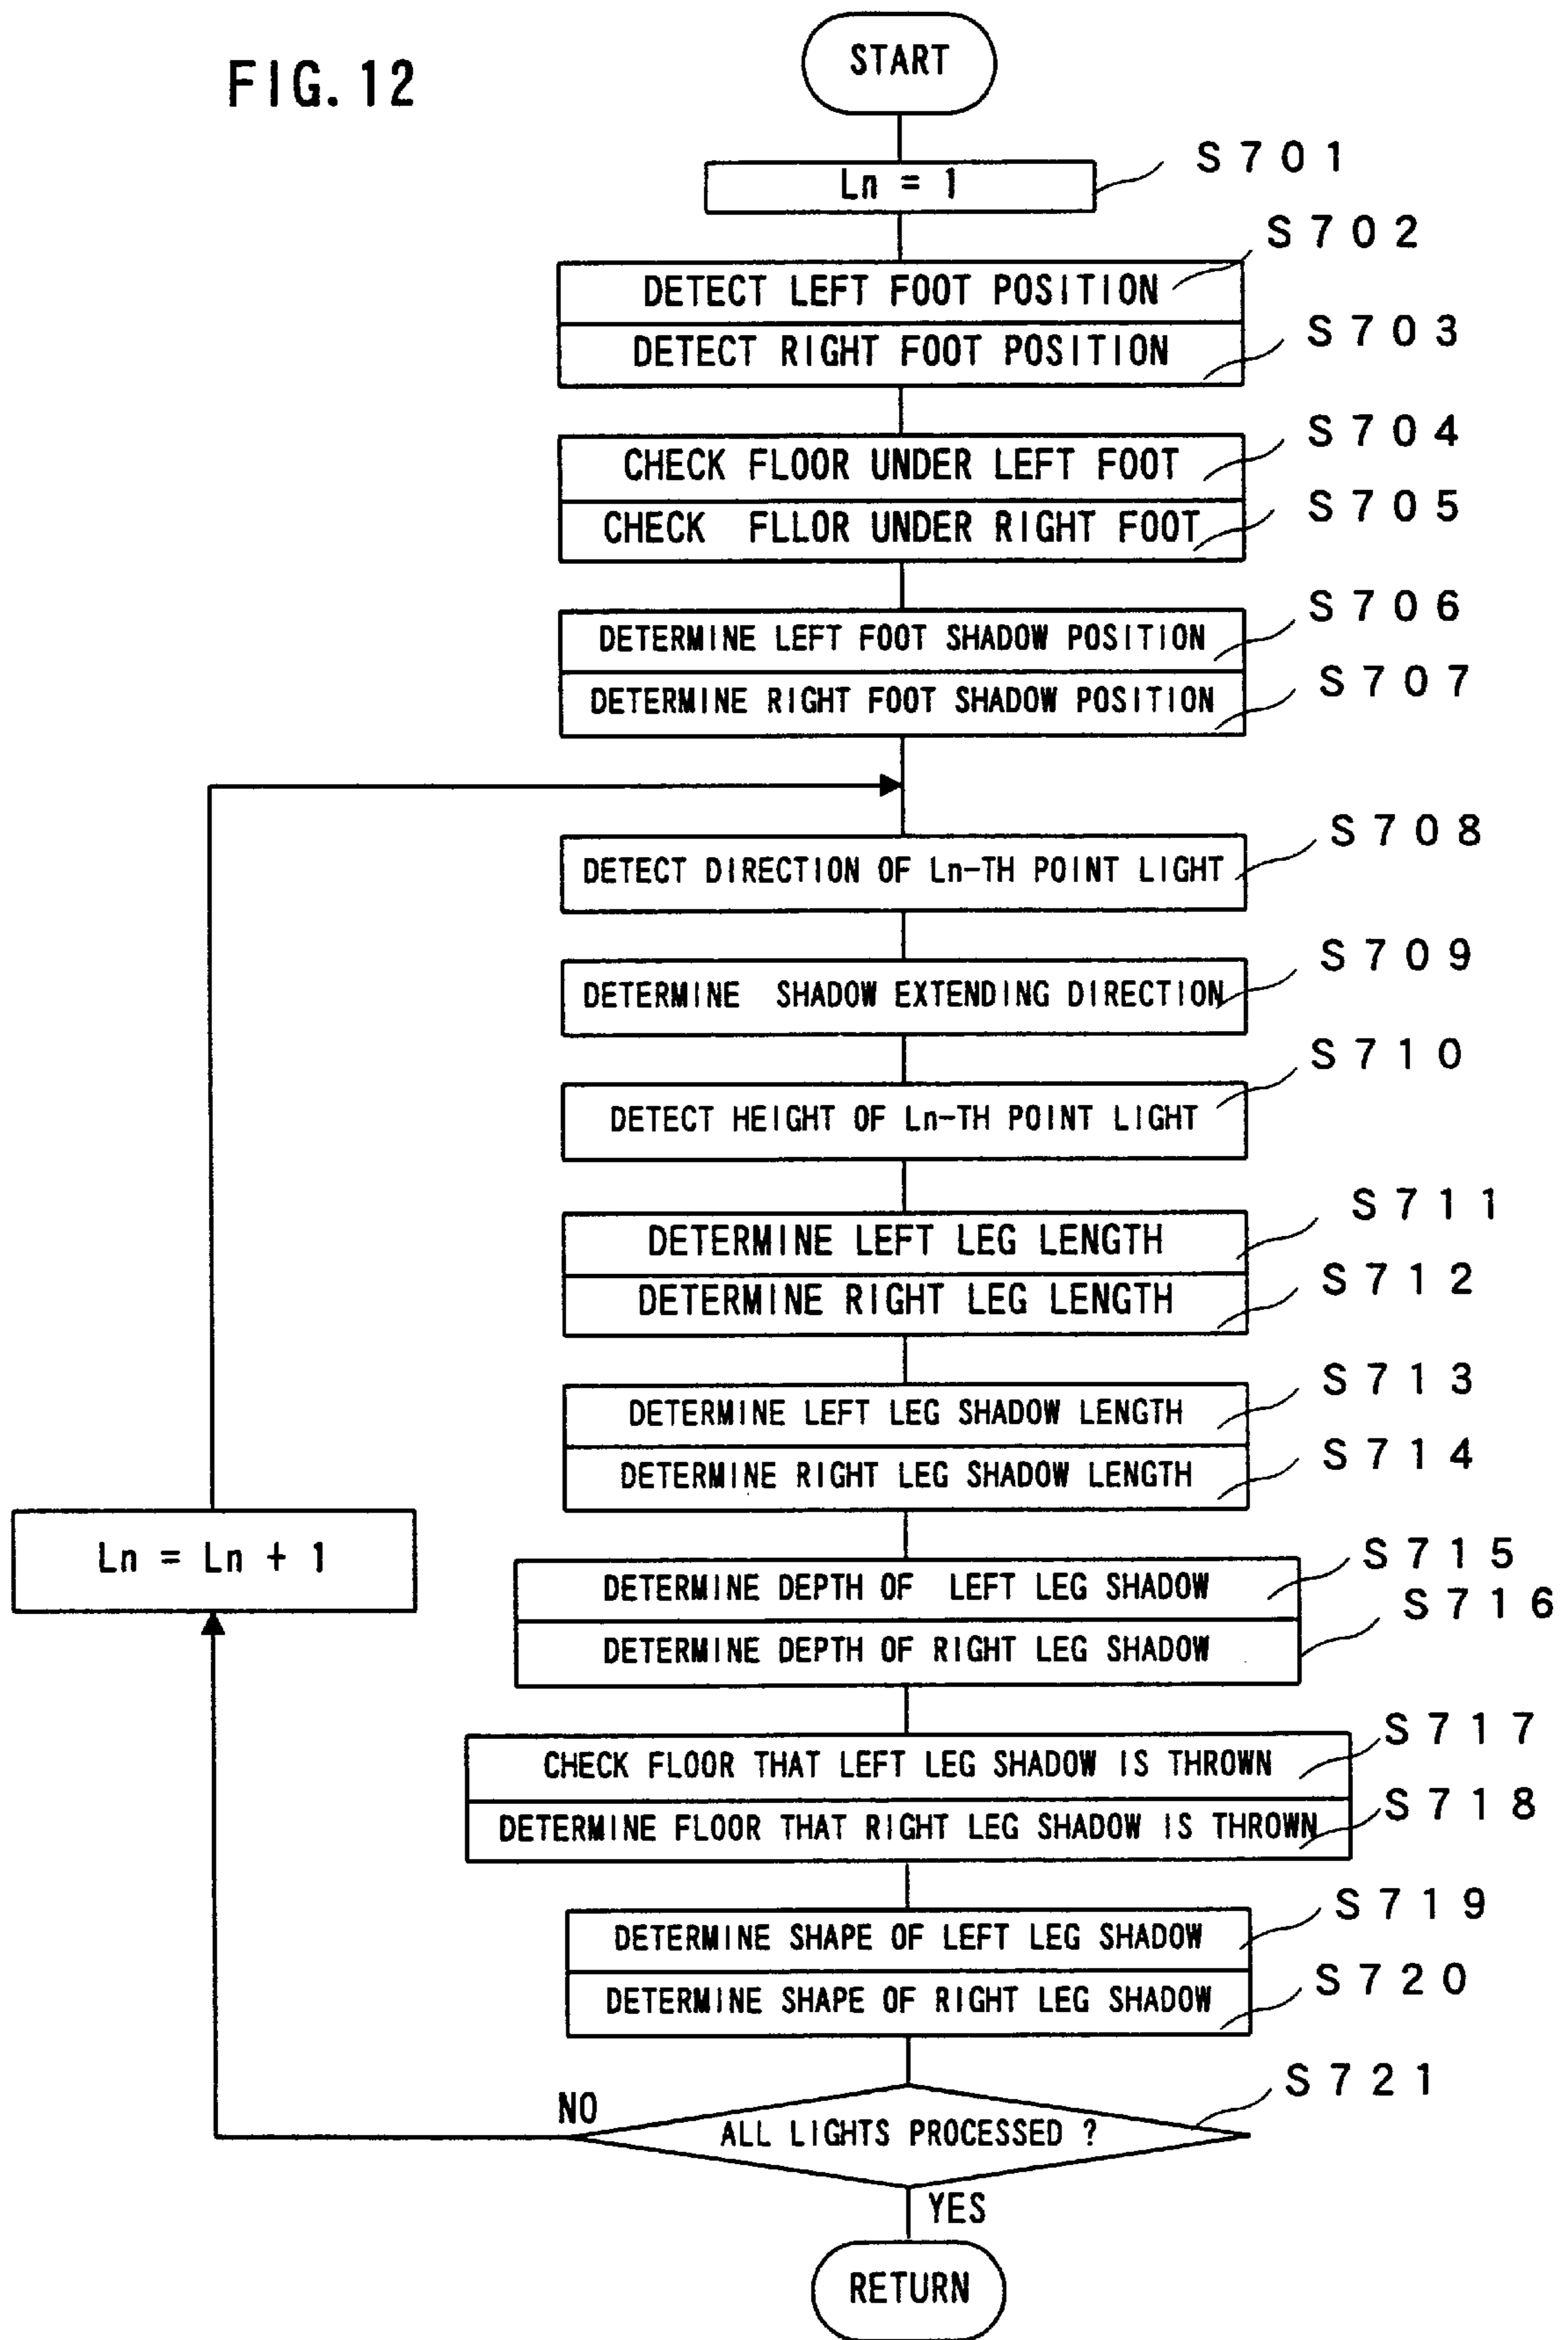 FIG. 12
START
Ln = 1
S701
S702
DETECT LEFT FOOT POSITION
DETECT RIGHT FOOT POSITION
S703
CHECK FLOOR UNDER LEFT FOOT
S704
CHECK FLLOR UNDER RIGHT FOOT
S705
DETERMINE LEFT FOOT SHADOW POSITION
S706
DETERMINE RIGHT FOOT SHADOW POSITION
S707
DETECT DIRECTION OF Ln-TH POINT LIGHT
S708
DETERMINE SHADOW EXTENDING DIRECTION
S709
DETECT HEIGHT OF Ln-TH POINT LIGHT
S710
DETERMINE LEFT LEG LENGTH
S711
DETERMINE RIGHT LEG LENGTH
S712
DETERMINE LEFT LEG SHADOW LENGTH
S713
DETERMINE RIGHT LEG SHADOW LENGTH
S714
Ln = Ln + 1
DETERMINE DEPTH OF LEFT LEG SHADOW
S715
DETERMINE DEPTH OF RIGHT LEG SHADOW
S716
CHECK FLOOR THAT LEFT LEG SHADOW IS THROWN
S717
DETERMINE FLOOR THAT RIGHT LEG SHADOW IS THROWN
S718
DETERMINE SHAPE OF LEFT LEG SHADOW
S719
DETERMINE SHAPE OF RIGHT LEG SHADOW
S720
S721
NO
ALL LIGHTS PROCESSED ?
YES
RETURN